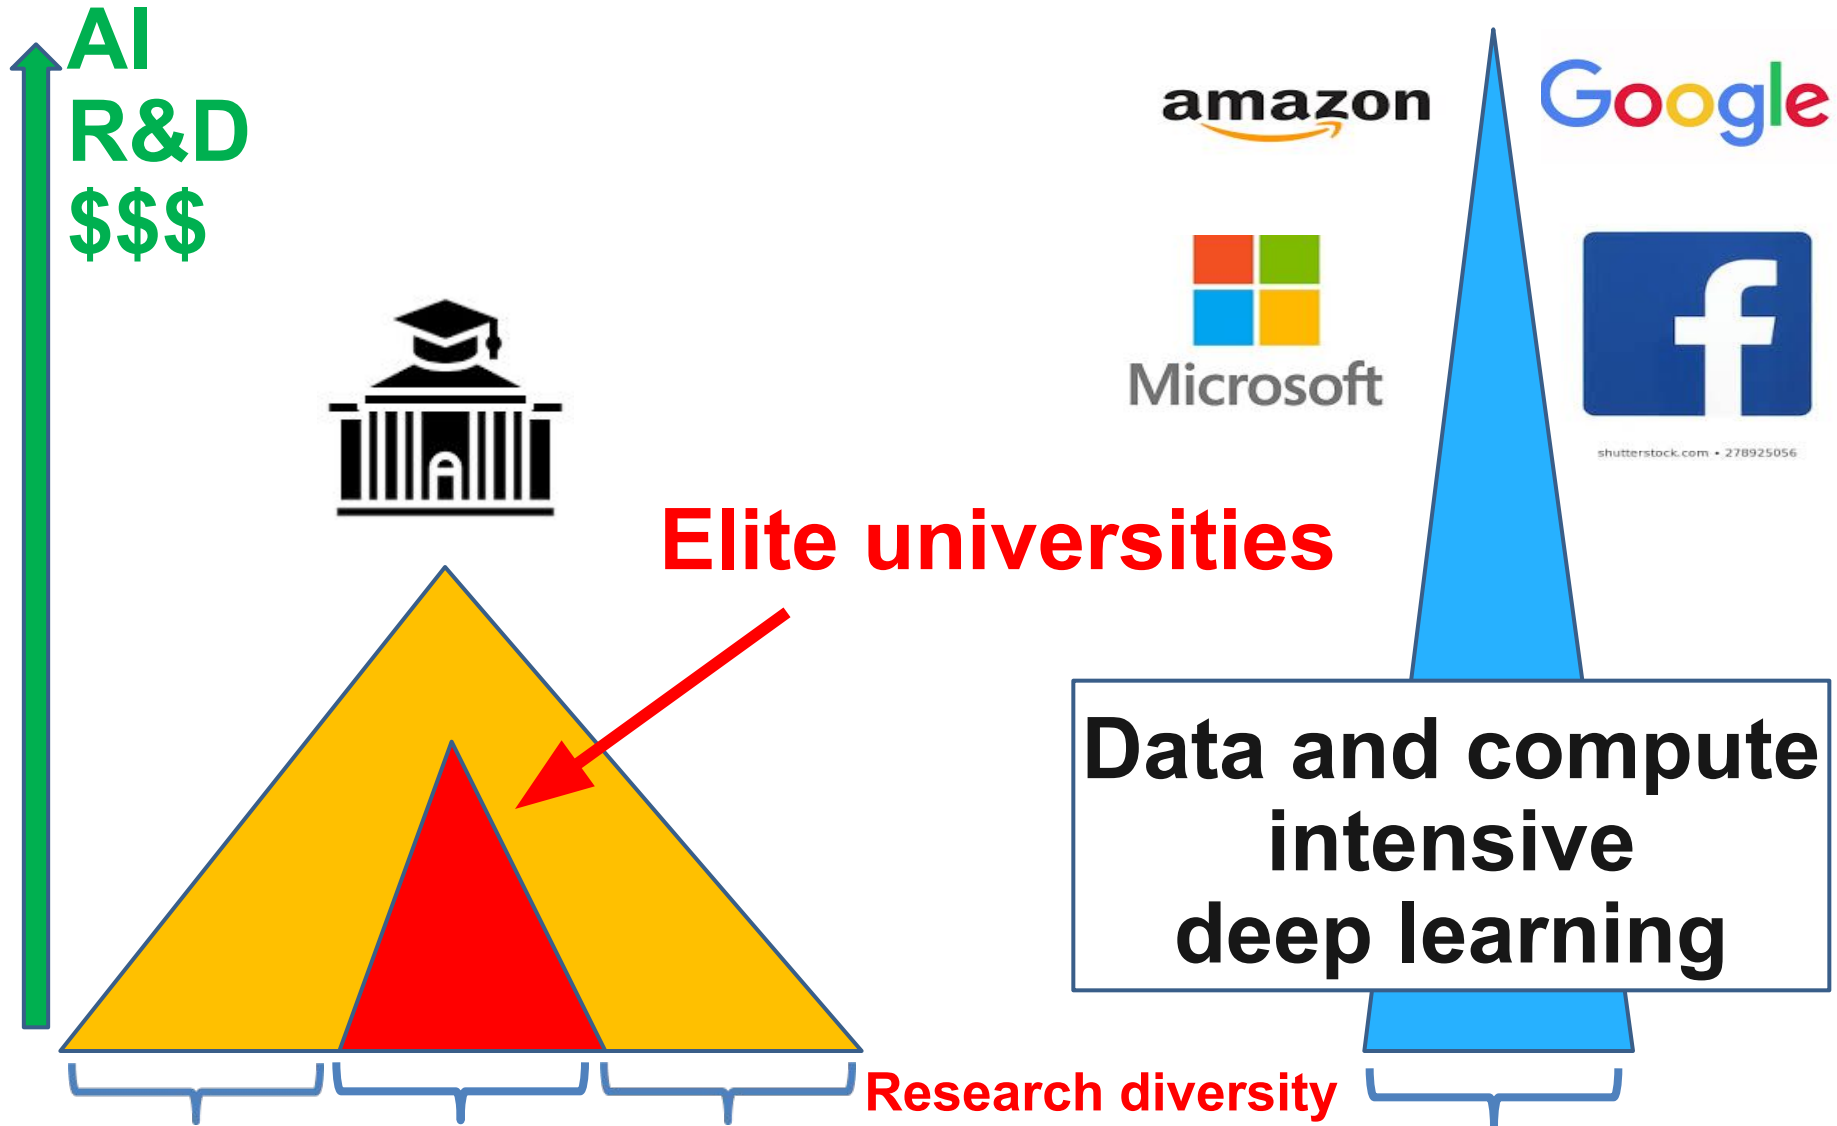 AI
R&D
$$$
amazon
Google
Microsoft
f
shutterstock.com • 278925056
Elite universities
Data and compute
intensive
deep learning
Research diversity